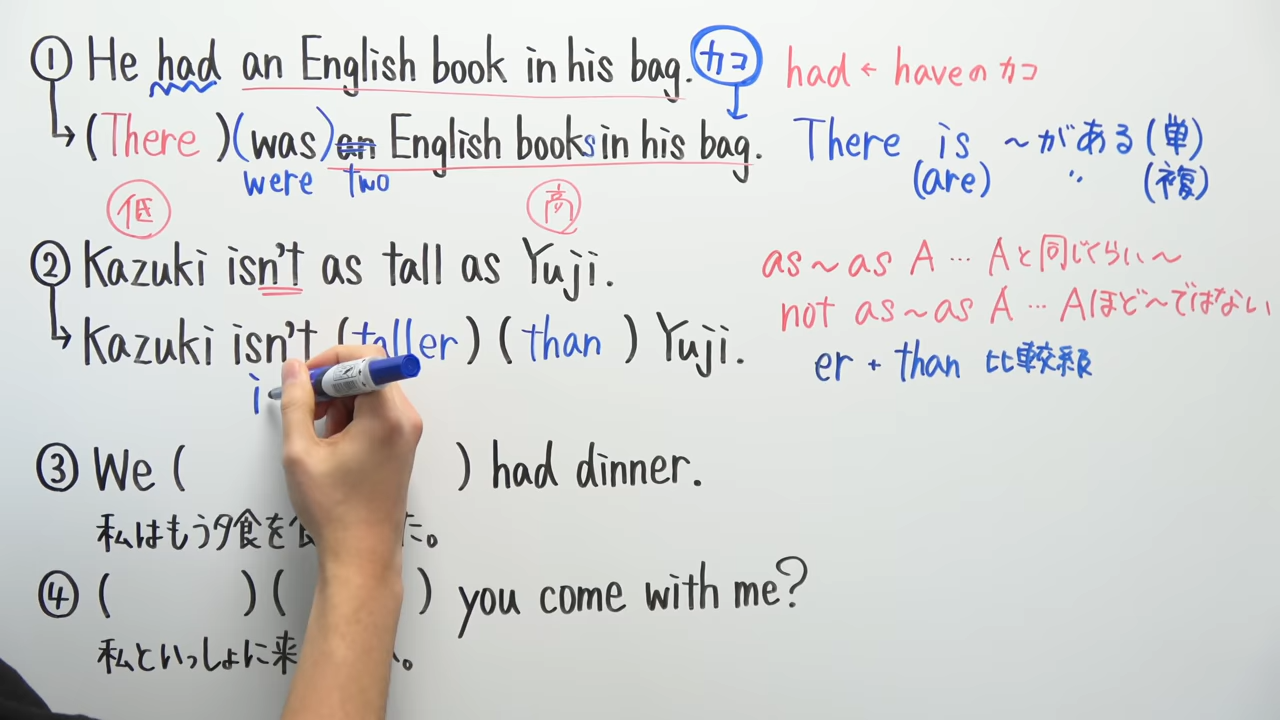 ① He had an English book in his bag. カコ had ← haveのカコ
(There )(was) an English books in his bag. There is ～がある(単)
were two (are) 〃 (複)
低 高
② Kazuki isn't as tall as Yuji. as～as A … Aと同じくらい～
not as～as A … Aほど～ではない
Kazuki isn't (taller) (than ) Yuji. er + than 比較級
i
③ We ( ) had dinner.
私はもう夕食を た。
④ ( ) ( ) you come with me?
私といっしょに来 。